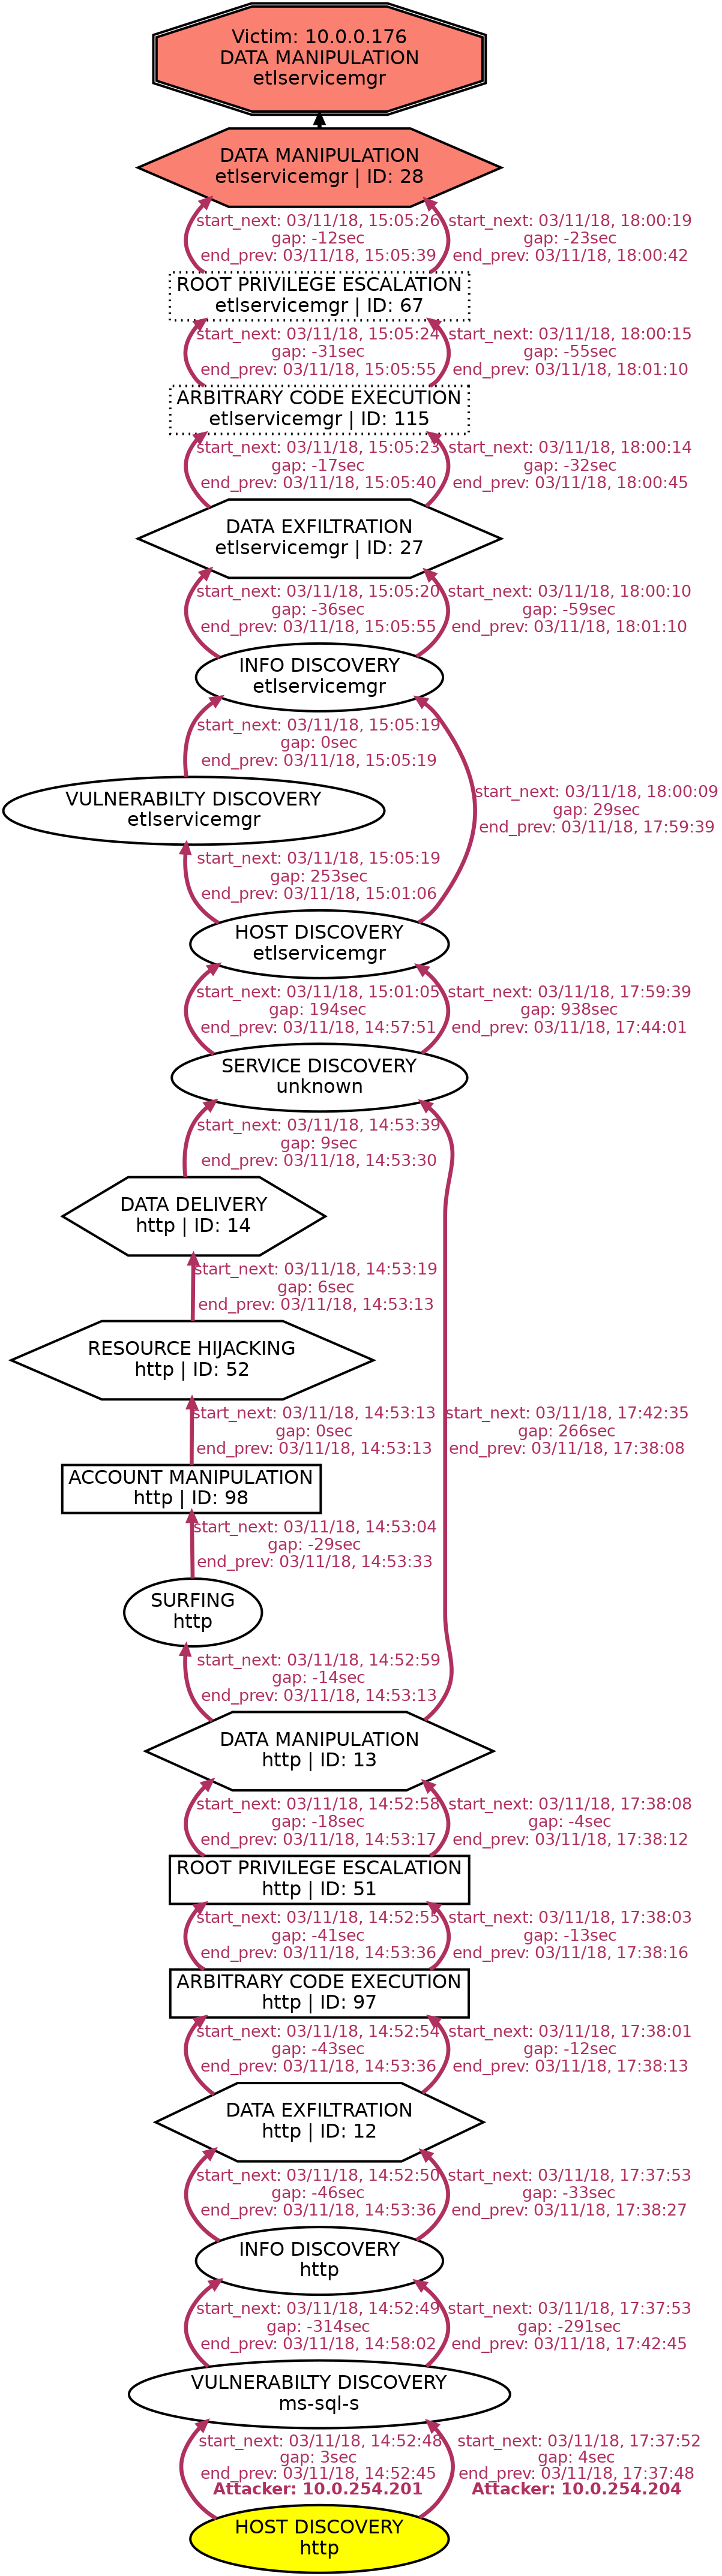 Victim: 10.0.0.176
DATA MANIPULATION
etlservicemgr
DATA MANIPULATION
etlservicemgr | ID: 28
start_next: 03/11/18, 15:05:26
gap: -12sec
end_prev: 03/11/18, 15:05:39
start_next: 03/11/18, 18:00:19
gap: -23sec
end_prev: 03/11/18, 18:00:42
ROOT PRIVILEGE ESCALATION
etlservicemgr | ID: 67
start_next: 03/11/18, 15:05:24
gap: -31sec
end_prev: 03/11/18, 15:05:55
start_next: 03/11/18, 18:00:15
gap: -55sec
end_prev: 03/11/18, 18:01:10
ARBITRARY CODE EXECUTION
etlservicemgr | ID: 115
start_next: 03/11/18, 15:05:23
gap: -17sec
end_prev: 03/11/18, 15:05:40
start_next: 03/11/18, 18:00:14
gap: -32sec
end_prev: 03/11/18, 18:00:45
DATA EXFILTRATION
etlservicemgr | ID: 27
start_next: 03/11/18, 15:05:20
gap: -36sec
end_prev: 03/11/18, 15:05:55
start_next: 03/11/18, 18:00:10
gap: -59sec
end_prev: 03/11/18, 18:01:10
INFO DISCOVERY
etlservicemgr
start_next: 03/11/18, 15:05:19
gap: 0sec
end_prev: 03/11/18, 15:05:19
start_next: 03/11/18, 18:00:09
gap: 29sec
end_prev: 03/11/18, 17:59:39
VULNERABILTY DISCOVERY
etlservicemgr
start_next: 03/11/18, 15:05:19
gap: 253sec
end_prev: 03/11/18, 15:01:06
HOST DISCOVERY
etlservicemgr
start_next: 03/11/18, 15:01:05
gap: 194sec
end_prev: 03/11/18, 14:57:51
start_next: 03/11/18, 17:59:39
gap: 938sec
end_prev: 03/11/18, 17:44:01
SERVICE DISCOVERY
unknown
start_next: 03/11/18, 14:53:39
gap: 9sec
end_prev: 03/11/18, 14:53:30
DATA DELIVERY
http | ID: 14
start_next: 03/11/18, 14:53:19
gap: 6sec
end_prev: 03/11/18, 14:53:13
RESOURCE HIJACKING
http | ID: 52
start_next: 03/11/18, 14:53:13
gap: 0sec
end_prev: 03/11/18, 14:53:13
start_next: 03/11/18, 17:42:35
gap: 266sec
end_prev: 03/11/18, 17:38:08
ACCOUNT MANIPULATION
http | ID: 98
start_next: 03/11/18, 14:53:04
gap: -29sec
end_prev: 03/11/18, 14:53:33
SURFING
http
start_next: 03/11/18, 14:52:59
gap: -14sec
end_prev: 03/11/18, 14:53:13
DATA MANIPULATION
http | ID: 13
start_next: 03/11/18, 14:52:58
gap: -18sec
end_prev: 03/11/18, 14:53:17
start_next: 03/11/18, 17:38:08
gap: -4sec
end_prev: 03/11/18, 17:38:12
ROOT PRIVILEGE ESCALATION
http | ID: 51
start_next: 03/11/18, 14:52:55
gap: -41sec
end_prev: 03/11/18, 14:53:36
start_next: 03/11/18, 17:38:03
gap: -13sec
end_prev: 03/11/18, 17:38:16
ARBITRARY CODE EXECUTION
http | ID: 97
start_next: 03/11/18, 14:52:54
gap: -43sec
end_prev: 03/11/18, 14:53:36
start_next: 03/11/18, 17:38:01
gap: -12sec
end_prev: 03/11/18, 17:38:13
DATA EXFILTRATION
http | ID: 12
start_next: 03/11/18, 14:52:50
gap: -46sec
end_prev: 03/11/18, 14:53:36
start_next: 03/11/18, 17:37:53
gap: -33sec
end_prev: 03/11/18, 17:38:27
INFO DISCOVERY
http
start_next: 03/11/18, 14:52:49
gap: -314sec
end_prev: 03/11/18, 14:58:02
start_next: 03/11/18, 17:37:53
gap: -291sec
end_prev: 03/11/18, 17:42:45
VULNERABILTY DISCOVERY
ms-sql-s
start_next: 03/11/18, 14:52:48
gap: 3sec
end_prev: 03/11/18, 14:52:45
Attacker: 10.0.254.201
start_next: 03/11/18, 17:37:52
gap: 4sec
end_prev: 03/11/18, 17:37:48
Attacker: 10.0.254.204
HOST DISCOVERY
http